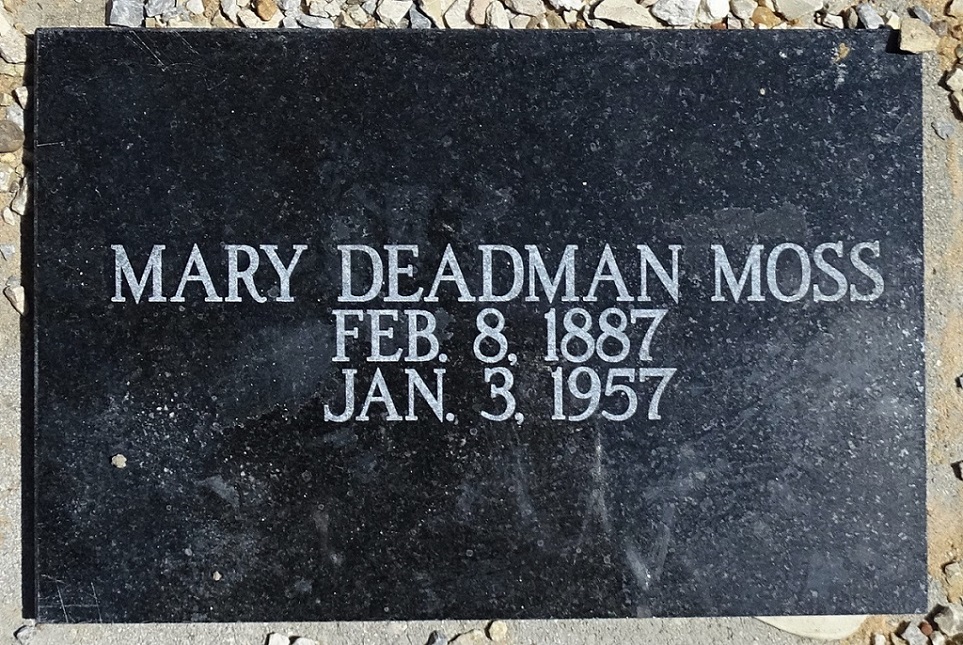 MARY DEADMAN MOSS
FEB. 8, 1887
JAN. 3, 1957